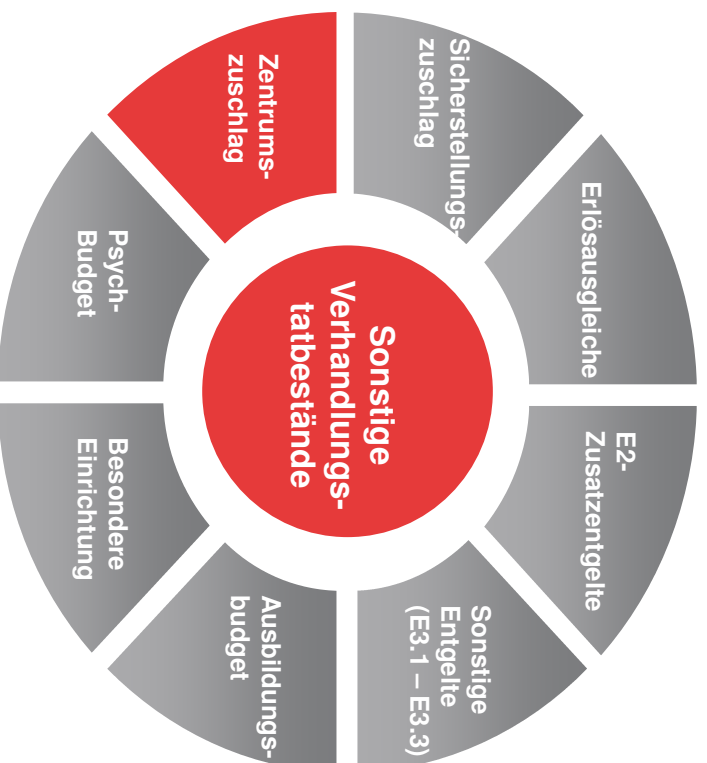 Sonstige
Verhandlungs-
tatbestände
Zentrums-
zuschlag
Sicherstellungs-
zuschlag
Erlösausgleiche
E2-
Zusatzentgelte
Sonstige
Entgelte
(E3.1 – E3.3)
Ausbildungs-
budget
Besondere
Einrichtung
Psych-
Budget